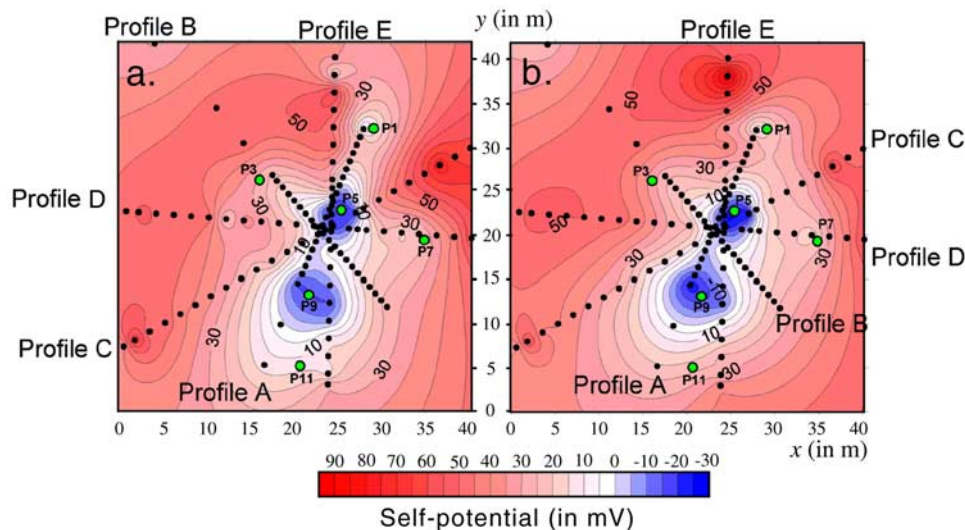 Profile B
Profile E
y (in m)
Profile E
a.
b.
30
50
P1
P3
P5
10
30
50
30
P7
10
P9
30
10
P11
Profile D
Profile C
Profile A
40
35
30
25
20
15
10
5
0
50
50
P1
30
P3
10
P5
50
P7
30
30
-10
P9
10
30
P11
Profile C
Profile D
Profile B
Profile A
0 5 10 15 20 25 30 35 40
0 5 10 15 20 25 30 35 40
x (in m)
90 80 70 60 50 40 30 20 10 0 -10 -20 -30
Self-potential (in mV)